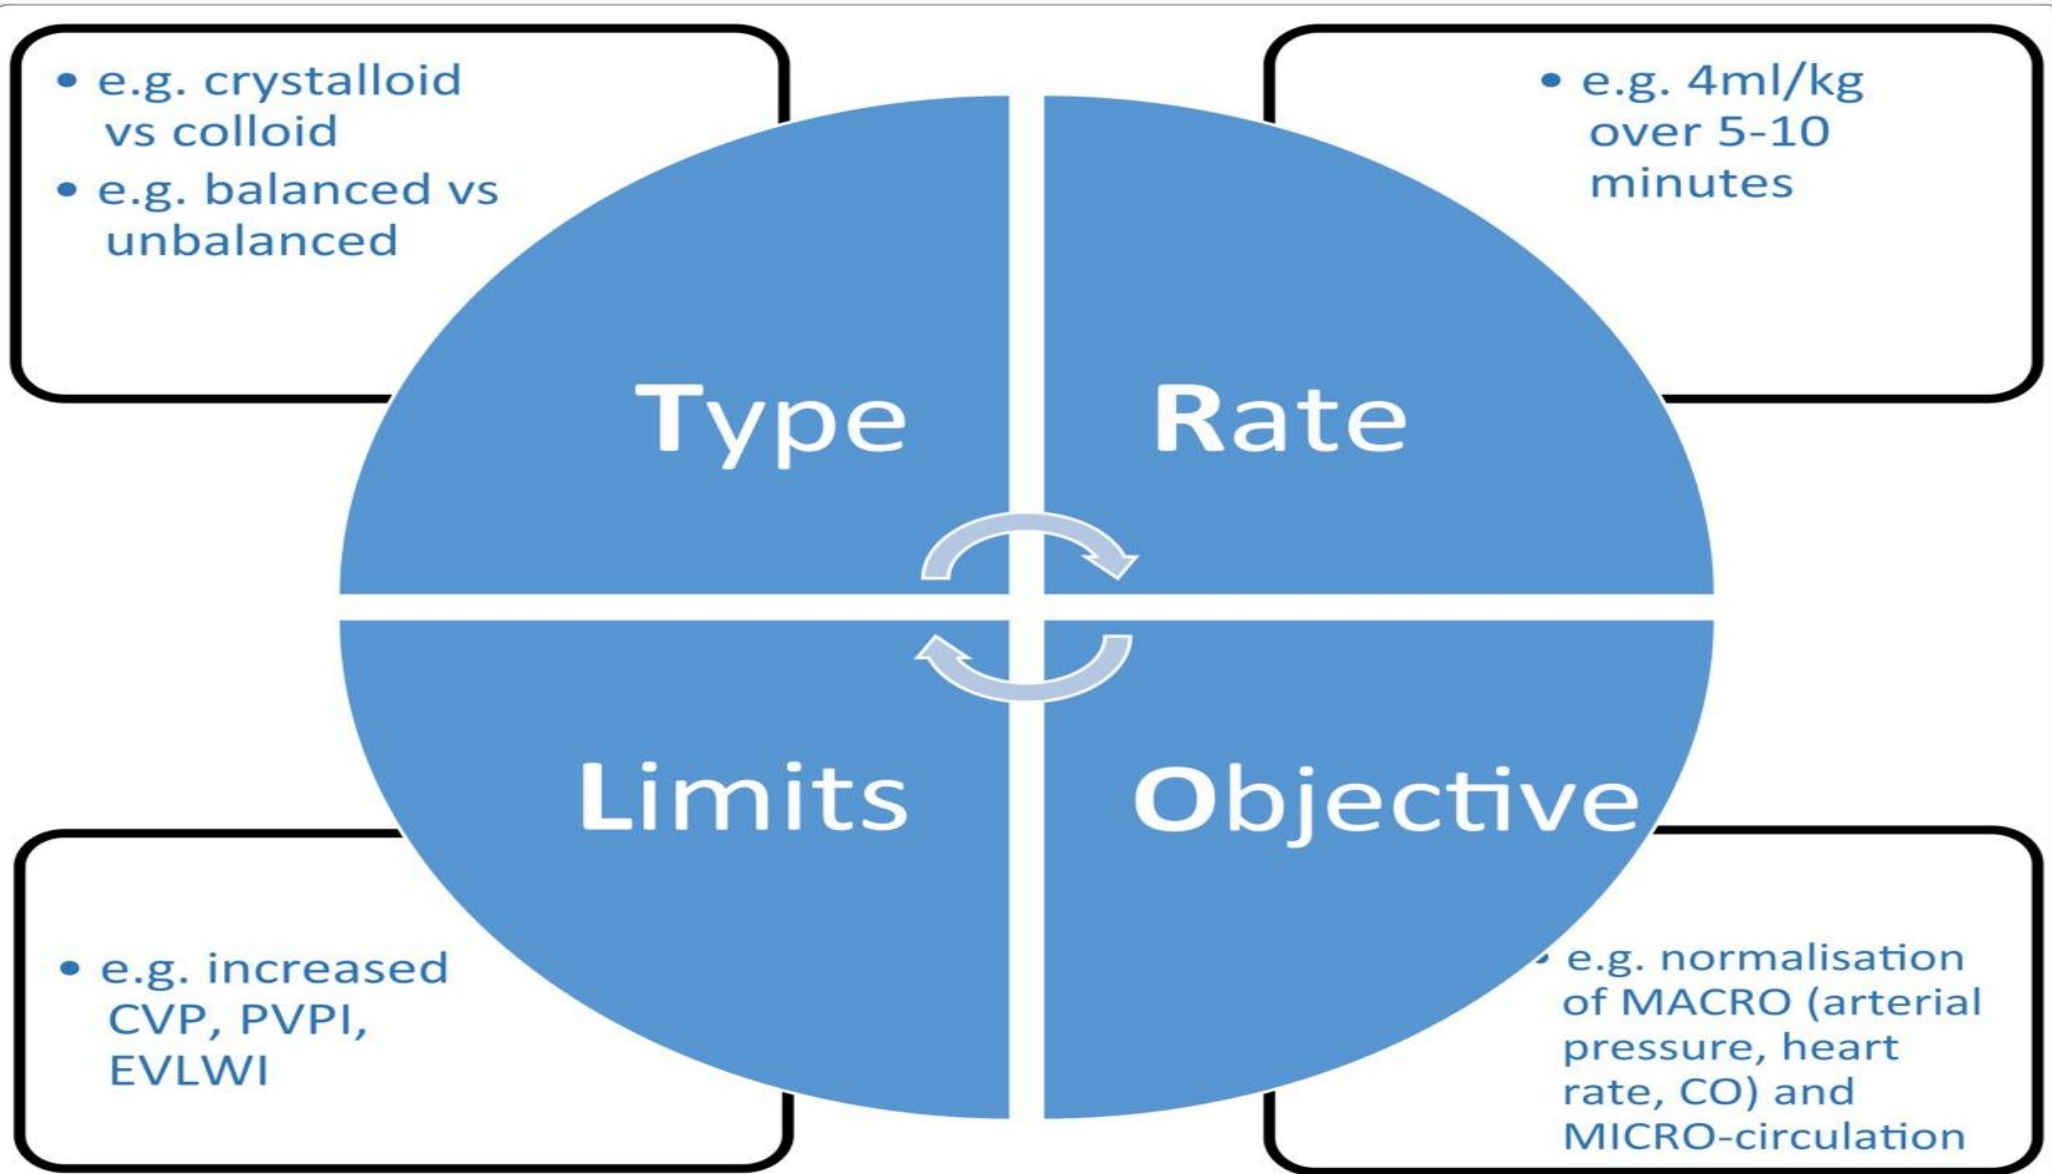 • e.g. crystalloid
vs colloid
• e.g. balanced vs
unbalanced
• e.g. 4ml/kg
over 5-10
minutes
Type
Rate
Limits
Objective
• e.g. increased
CVP, PVPI,
EVLWI
• e.g. normalisation
of MACRO (arterial
pressure, heart
rate, CO) and
MICRO-circulation